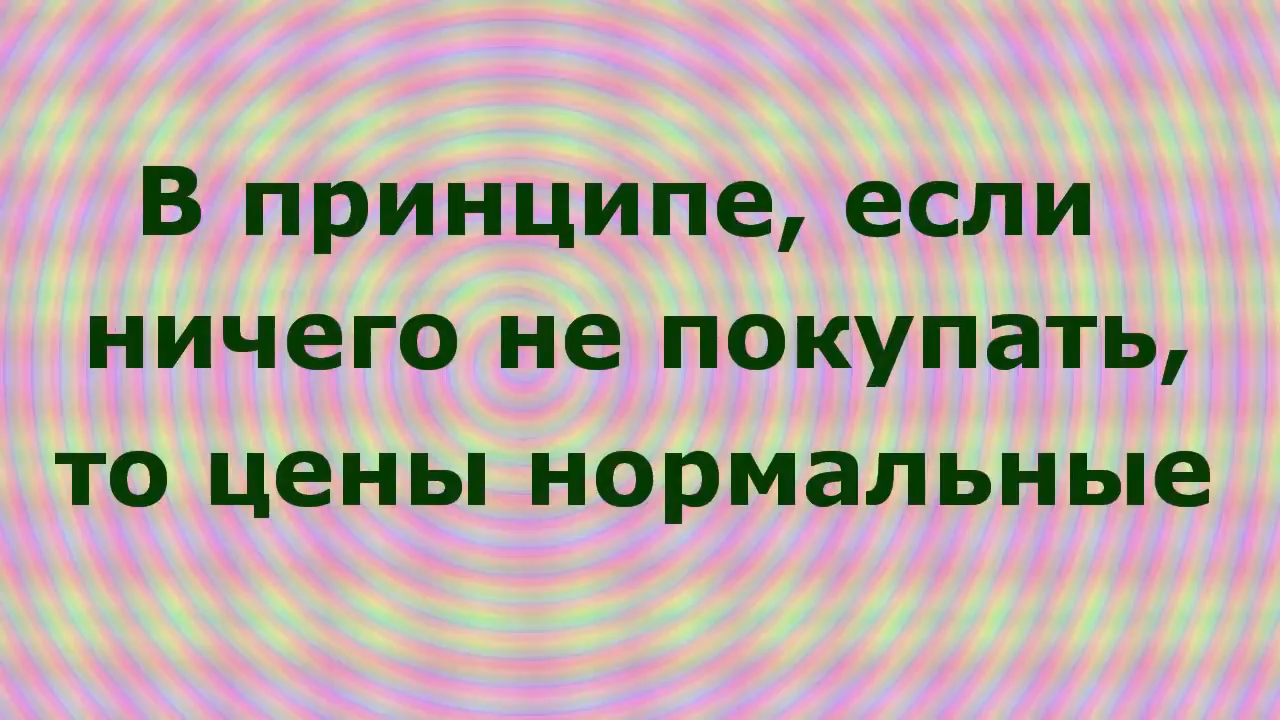 В принципе, если
ничего не покупать,
то цены нормальные